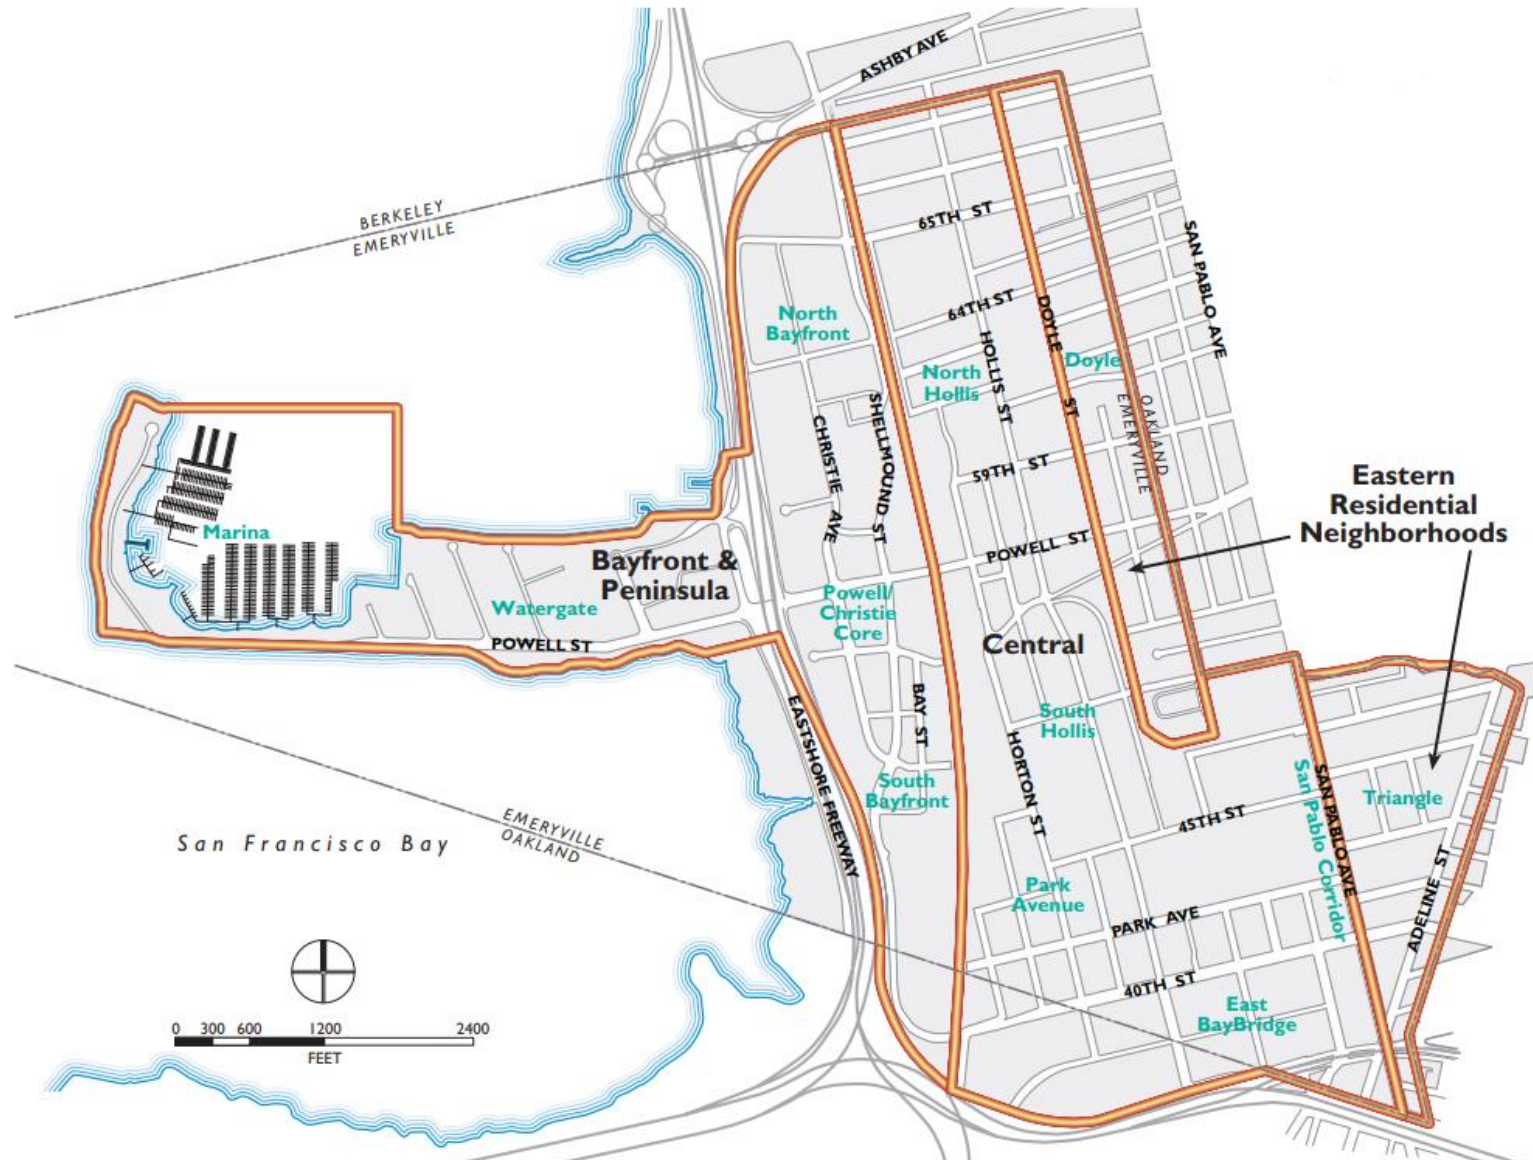 ASHBY AVE
BERKELEY
EMERYVILLE
65TH ST
SAN PABLO AVE
North
Bayfront
64TH ST
DOYLE ST
HOLLIS ST
Doyle
North
Hollis
SHELLMOUND ST
CHRISTIE AVE
OAKLAND
EMERYVILLE
59TH ST
Eastern
Residential
Neighborhoods
Marina
POWELL ST
Bayfront &
Peninsula
Watergate
Powell/
Christie
Core
POWELL ST
Central
BAY ST
EASTSHORE FREEWAY
South
Hollis
HORTON ST
South
Bayfront
San Pablo Corridor
SAN PABLO AVE
Triangle
45TH ST
EMERYVILLE
OAKLAND
San Francisco Bay
Park
Avenue
ADELINE ST
PARK AVE
40TH ST
East
BayBridge
0 300 600 1200 2400
FEET